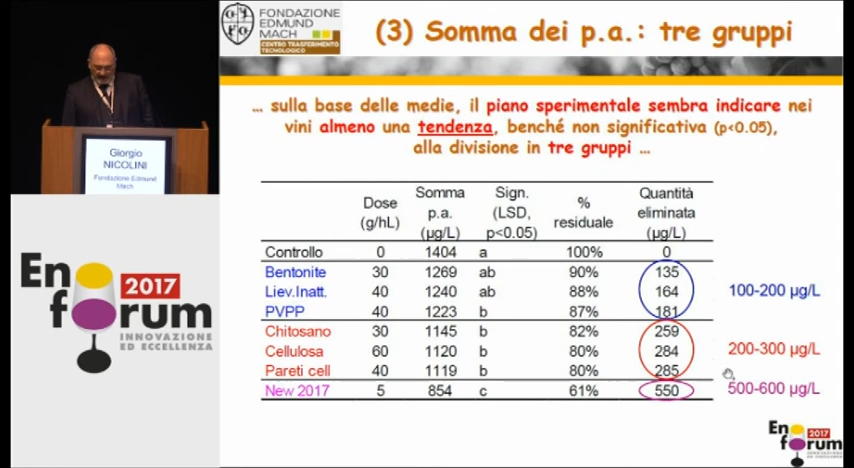 FONDAZIONE
EDMUND
MACH
CENTRO TRASFERIMENTO
TECNOLOGICO
(3) Somma dei p.a.: tre gruppi
… sulla base delle medie, il piano sperimentale sembra indicare nei
vini almeno una tendenza, benché non significativa (p<0.05),
alla divisione in tre gruppi …
Giorgio
NICOLINI
Fondazione Edmund
Mach
Enoforum
2017
INNOVAZIONE
ED ECCELLENZA
Dose (g/hL) Somma p.a. (µg/L) Sign. (LSD, p<0.05) % residuale Quantità eliminata (µg/L)
Controllo 0 1404 a 100% 0
Bentonite 30 1269 ab 90% 135
Liev.Inatt. 40 1240 ab 88% 164
PVPP 40 1223 b 87% 181
100-200 µg/L
Chitosano 30 1145 b 82% 259
Cellulosa 60 1120 b 80% 284
Pareti cell 40 1119 b 80% 285
200-300 µg/L
New 2017 5 854 c 61% 550
500-600 µg/L
Enoforum
2017